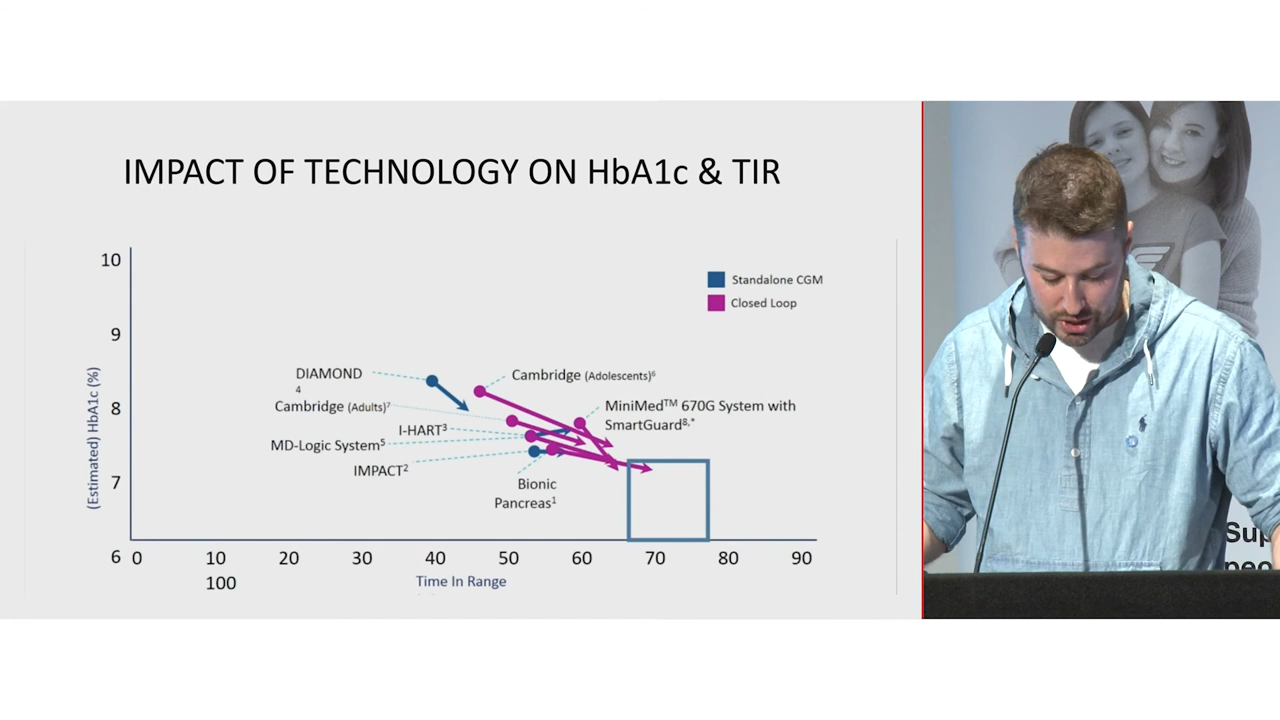 IMPACT OF TECHNOLOGY ON HbA1c & TIR
(Estimated) HbA1c (%)
10
9
8
7
6
Standalone CGM
Closed Loop
DIAMOND
4
Cambridge (Adolescents)⁶
Cambridge (Adults)⁷
MiniMed™ 670G System with
SmartGuard⁸,*
I-HART³
MD-Logic System⁵
IMPACT²
Bionic
Pancreas¹
0 10 20 30 40 50 60 70 80 90
100
Time In Range
Sup
peo